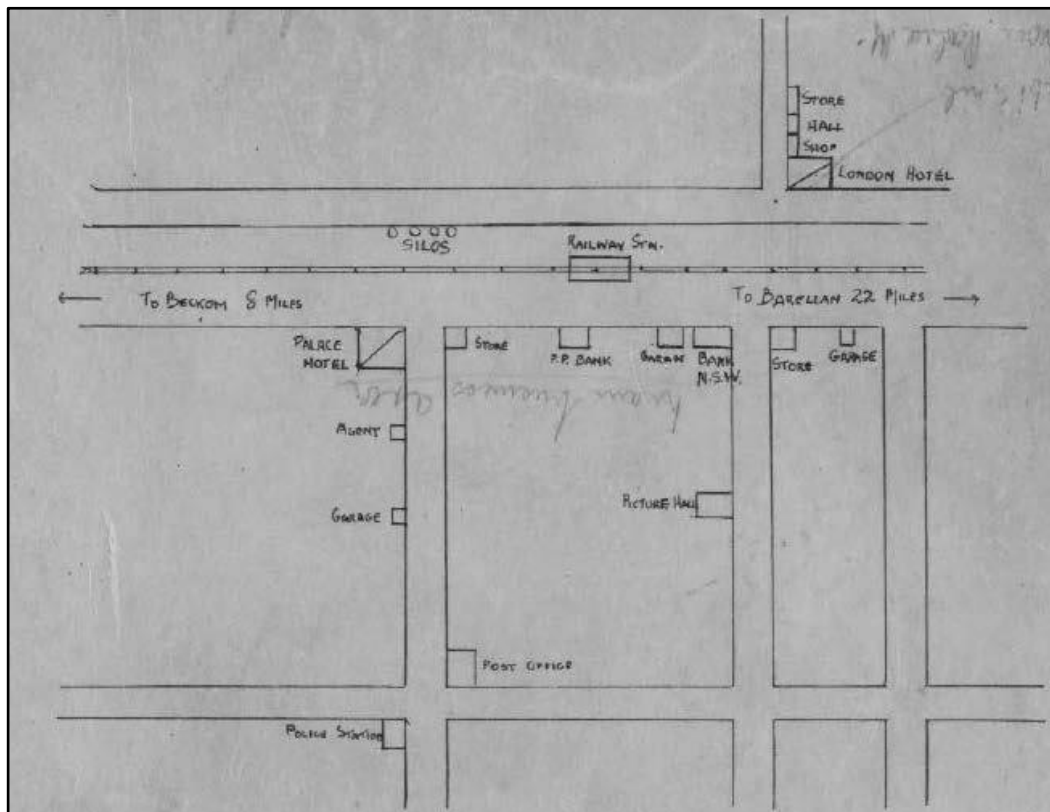 STORE
HALL
SHOP
LONDON HOTEL
SILOS
RAILWAY STN.
TO BECKOM 8 MILES
TO BARELLAN 22 MILES
PALACE
HOTEL
STORE
P.P. BANK
BANK
N.S.W.
STORE
GARAGE
AGENT
GARAGE
PICTURE HALL
POST OFFICE
POLICE STATION